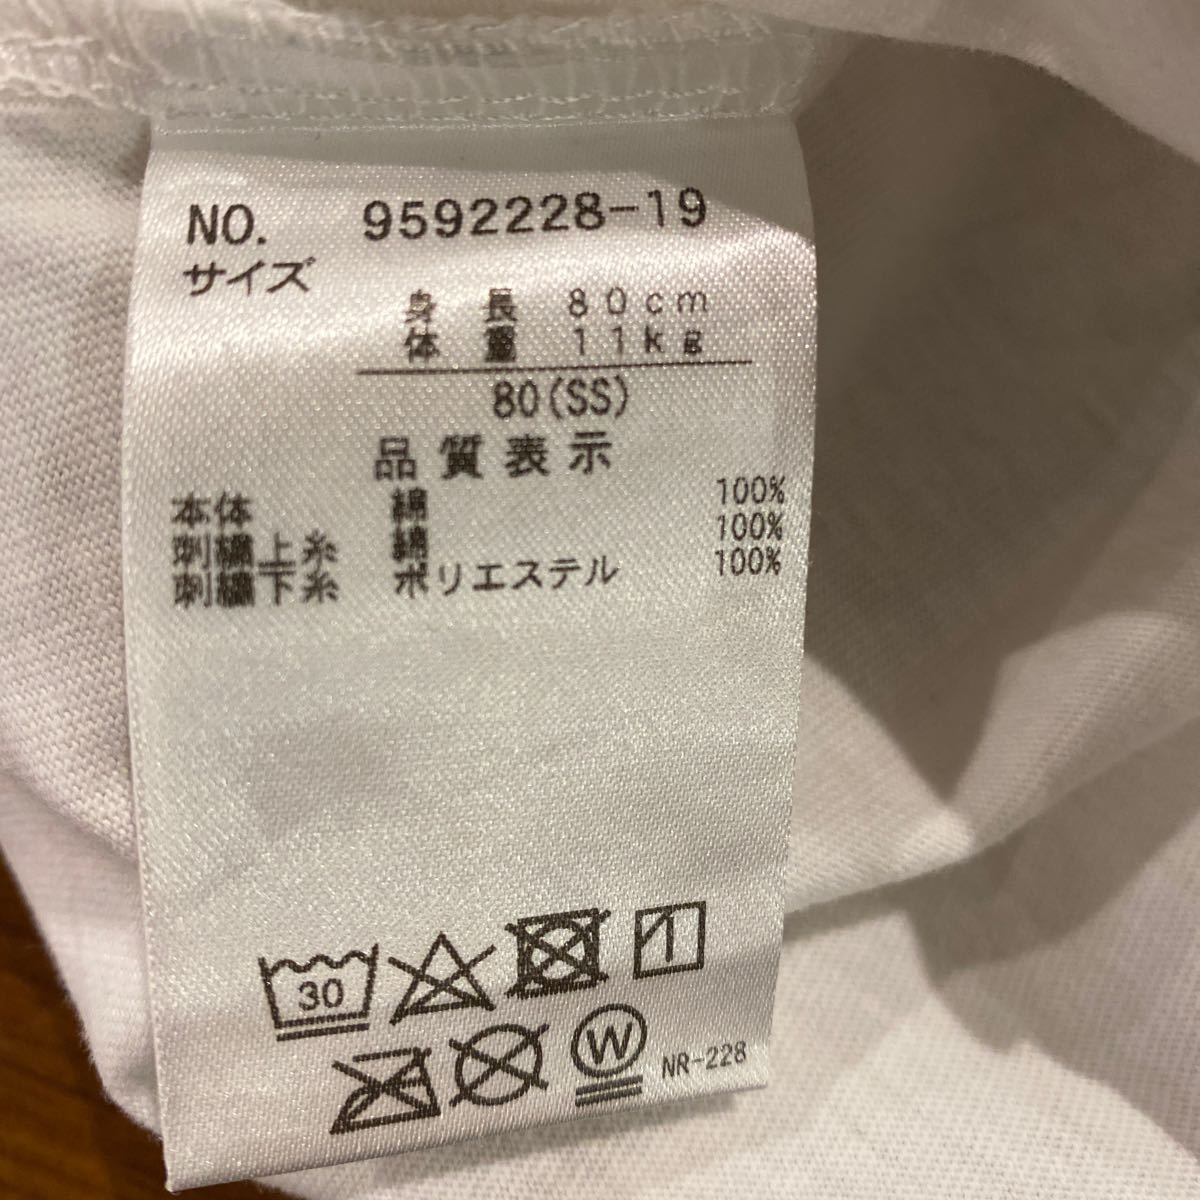 NO. 9592228-19
サイズ
身長 80cm
体重 11kg
80(SS)
品質表示
本体 綿 100%
刺繍上糸 綿 100%
刺繍下糸 ポリエステル 100%
30
W NR-228